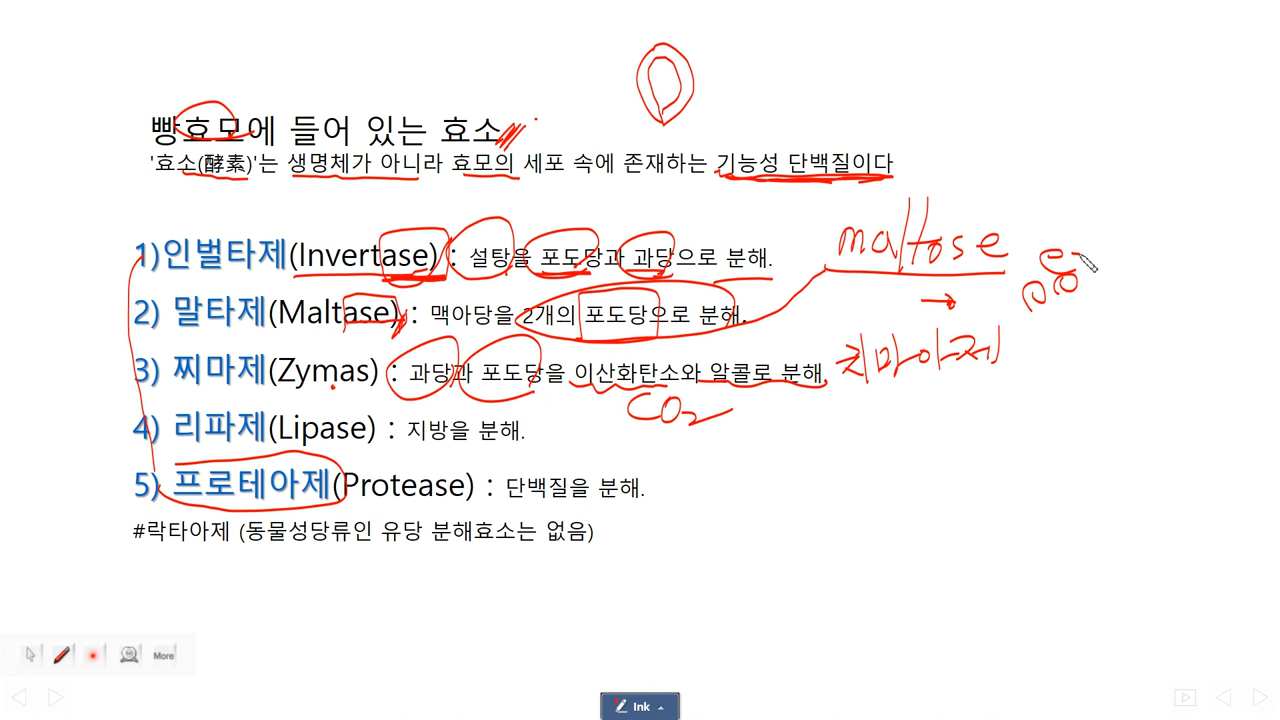 빵효모에 들어 있는 효소
'효소(酵素)'는 생명체가 아니라 효모의 세포 속에 존재하는 기능성 단백질이다
1)인벌타제(Invertase) : 설탕을 포도당과 과당으로 분해.
maltose
2) 말타제(Maltase) : 맥아당을 2개의 포도당으로 분해.
→
3) 찌마제(Zymas) : 과당과 포도당을 이산화탄소와 알콜로 분해.
치마아제
CO2
4) 리파제(Lipase) : 지방을 분해.
5) 프로테아제(Protease) : 단백질을 분해.
#락타아제 (동물성당류인 유당 분해효소는 없음)
More
Ink